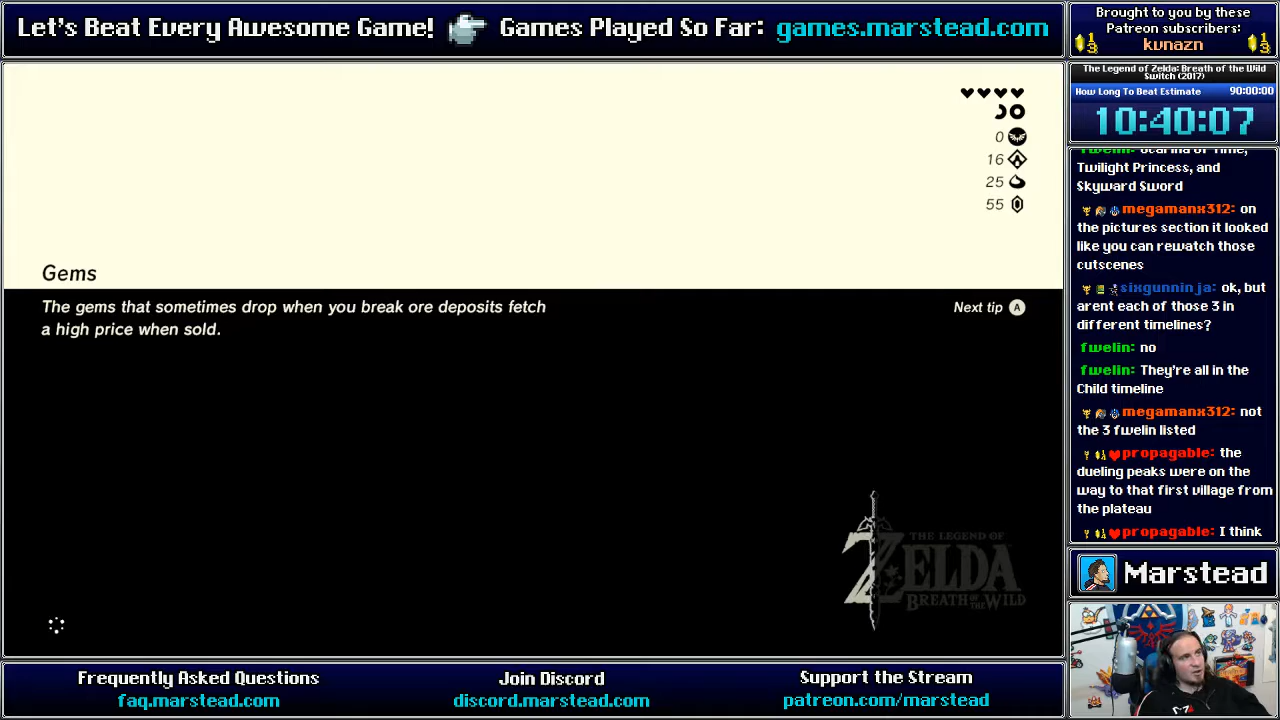 Let's Beat Every Awesome Game!
Games Played So Far: games.marstead.com
Brought to you by these
Patreon subscribers:
kvnazn
The Legend of Zelda: Breath of the Wild
Switch (2017)
How Long To Beat Estimate 90:00:00
10:40:07
0
16
25
55
Gems
The gems that sometimes drop when you break ore deposits fetch
a high price when sold.
Next tip A
THE LEGEND OF
ZELDA
BREATH OF THE WILD
fwelin: Ocarina of Time,
Twilight Princess, and
Skyward Sword
megamanx312: on
the pictures section it looked
like you can rewatch those
cutscenes
sixgunninja: ok, but
arent each of those 3 in
different timelines?
fwelin: no
fwelin: They're all in the
Child timeline
megamanx312: not
the 3 fwelin listed
propagable: the
dueling peaks were on the
way to that first village from
the plateau
propagable: I think
Marstead
Frequently Asked Questions
faq.marstead.com
Join Discord
discord.marstead.com
Support the Stream
patreon.com/marstead